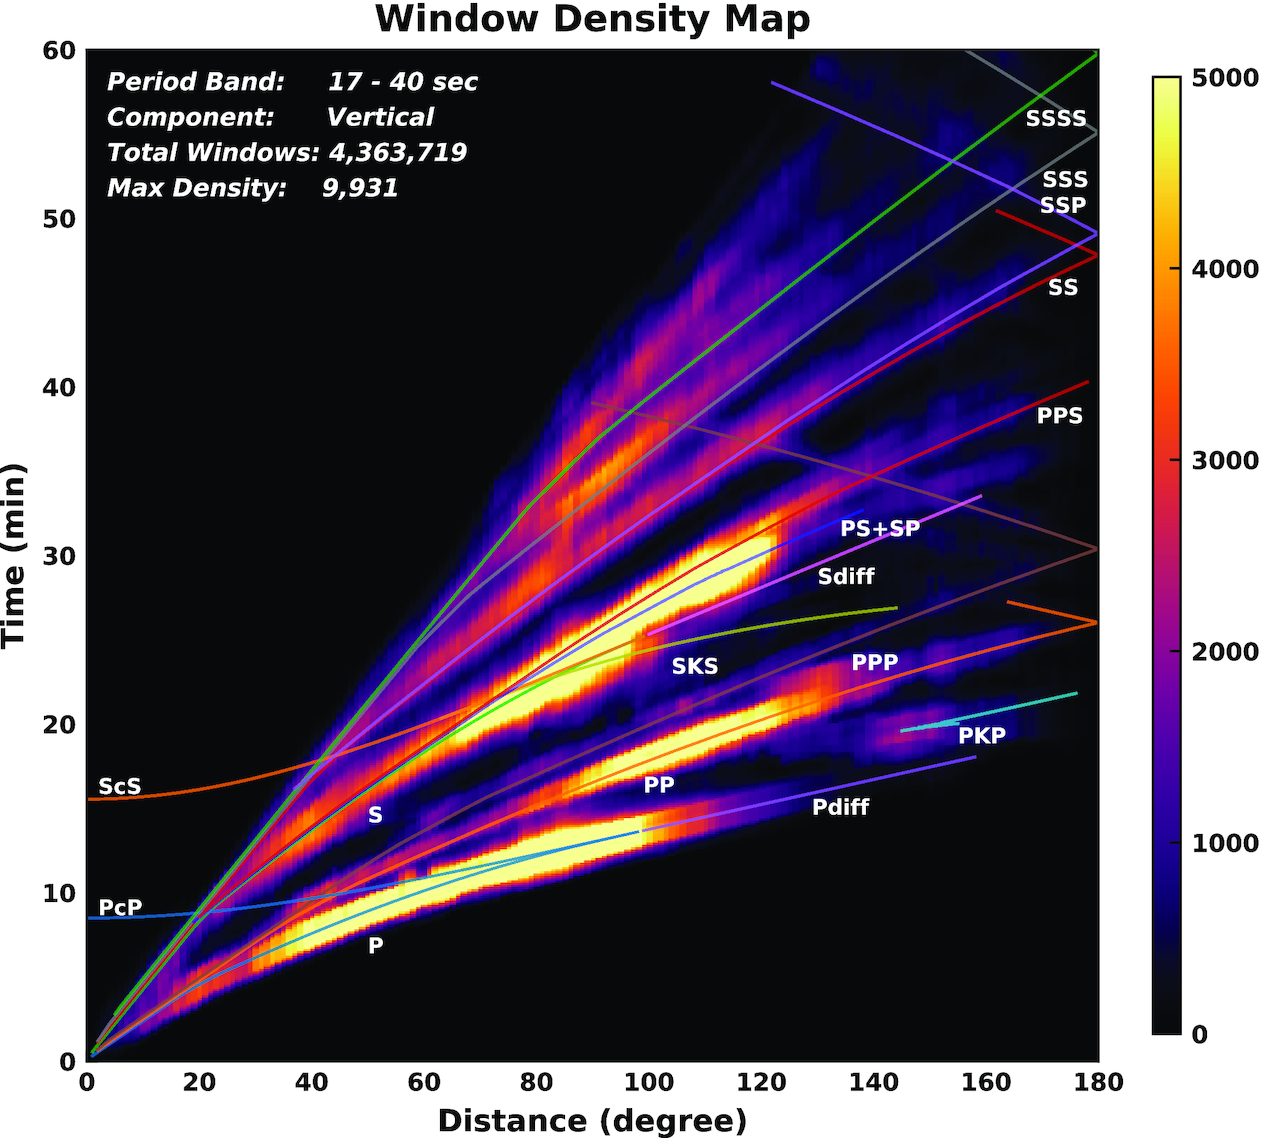 Window Density Map
Period Band: 17 - 40 sec
Component: Vertical
Total Windows: 4,363,719
Max Density: 9,931
60
50
40
30
20
10
0
Time (min)
SSSS
SSS
SSP
SS
PPS
PS+SP
Sdiff
SKS
PPP
PKP
PP
Pdiff
ScS
S
PcP
P
0 20 40 60 80 100 120 140 160 180
Distance (degree)
5000
4000
3000
2000
1000
0